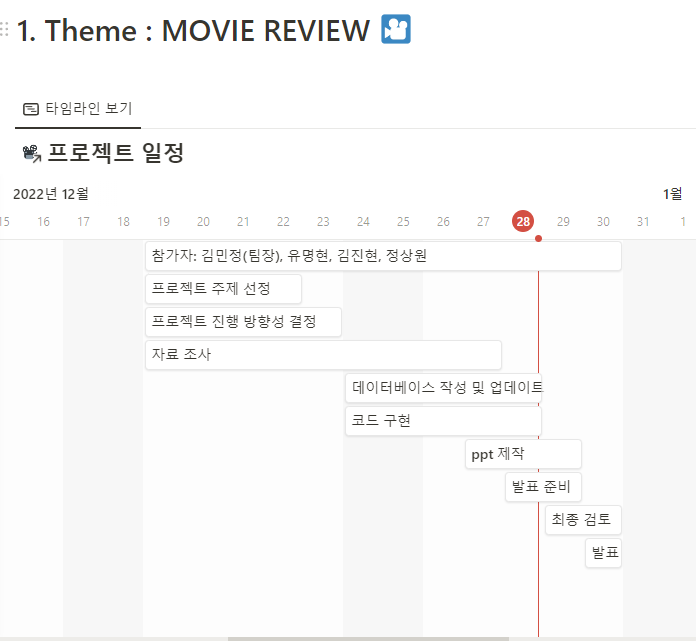 1. Theme : MOVIE REVIEW
타임라인 보기
프로젝트 일정
2022년 12월 1월
15 16 17 18 19 20 21 22 23 24 25 26 27 28 29 30 31 1
참가자: 김민정(팀장), 유명현, 김진현, 정상원
프로젝트 주제 선정
프로젝트 진행 방향성 결정
자료 조사
데이터베이스 작성 및 업데이트
코드 구현
ppt 제작
발표 준비
최종 검토
발표